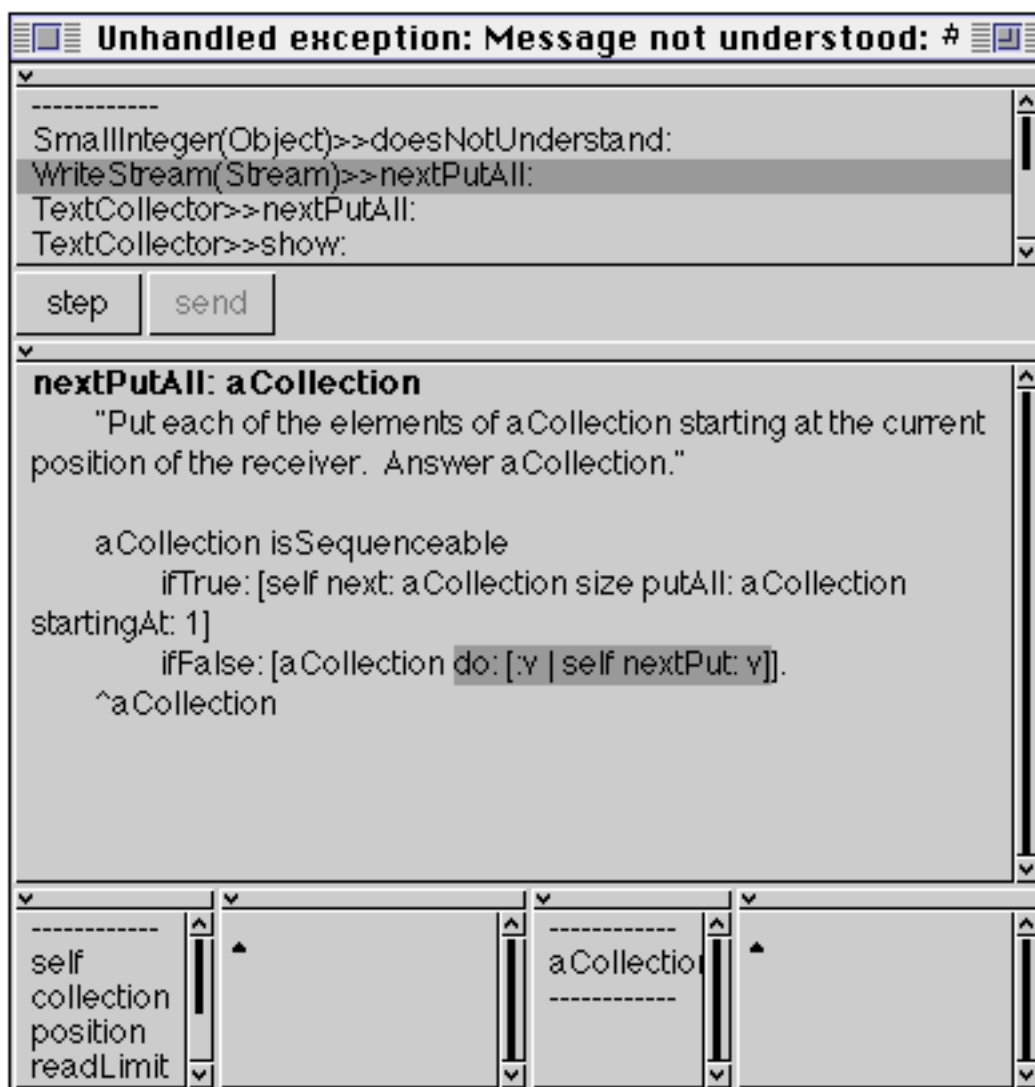 Unhandled exception: Message not understood: #
------------
SmallInteger(Object)>>doesNotUnderstand:
WriteStream(Stream)>>nextPutAll:
TextCollector>>nextPutAll:
TextCollector>>show:
step send
nextPutAll: aCollection
"Put each of the elements of aCollection starting at the current
position of the receiver. Answer aCollection."
aCollection isSequenceable
ifTrue: [self next: aCollection size putAll: aCollection
startingAt: 1]
ifFalse: [aCollection do: [:v | self nextPut: v]].
^aCollection
------------
self
collection
position
readLimit
------------
aCollection
------------